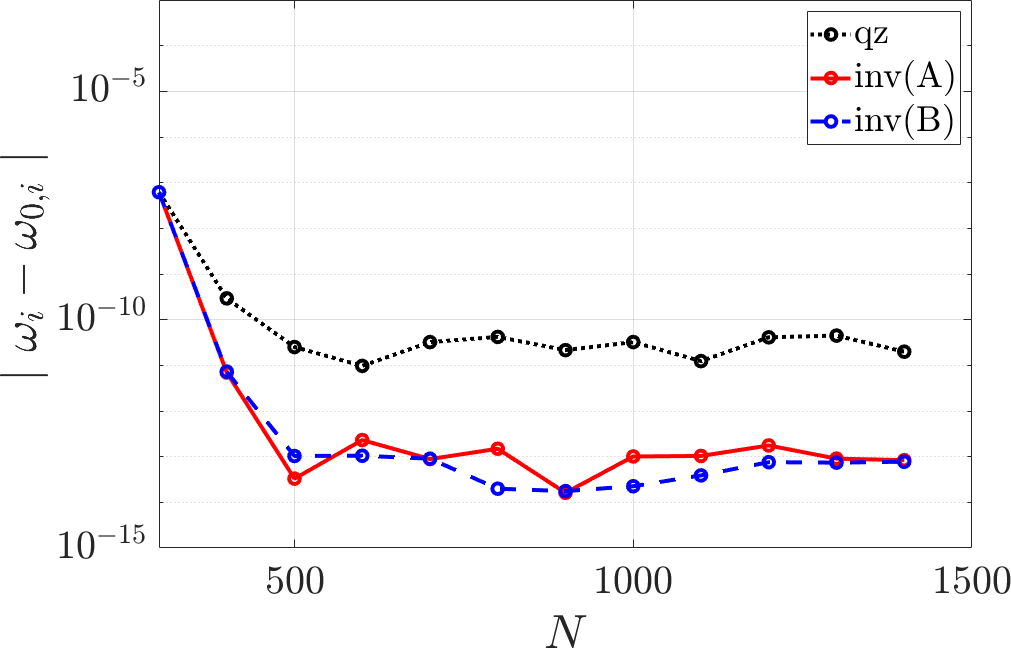 qz
inv(A)
inv(B)
10^{-5}
10^{-10}
10^{-15}
500
1000
1500
N
|ω_i − ω_{0,i}|